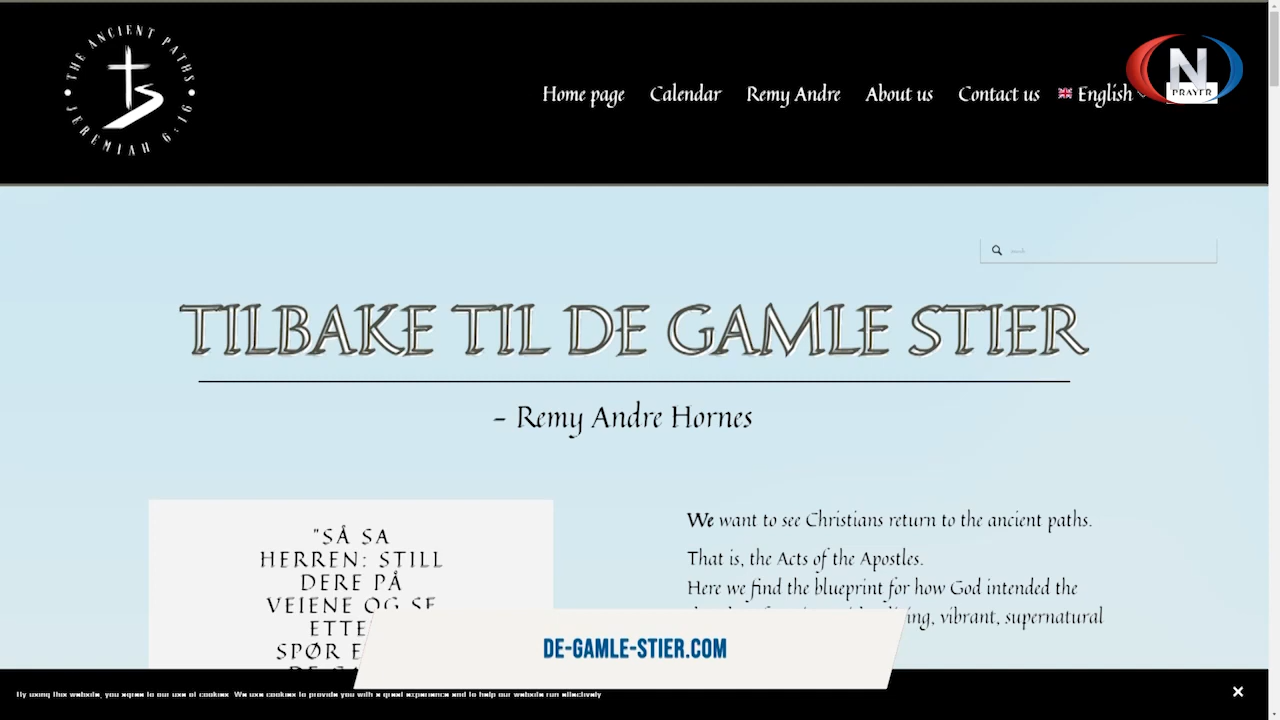 THE ANCIENT PATHS
JEREMIAH 6:16
Home page Calendar Remy Andre About us Contact us English
N
PRAYER
TILBAKE TIL DE GAMLE STIER
- Remy Andre Hornes
"SÅ SA
HERREN: STILL
DERE PÅ
VEIENE OG SE
ETTE
SPØR E
We want to see Christians return to the ancient paths.
That is, the Acts of the Apostles.
Here we find the blueprint for how God intended the
vibrant, supernatural
DE-GAMLE-STIER.COM
By using this website, you agree to our use of cookies. We use cookies to provide you with a great experience and to help our website run effectively